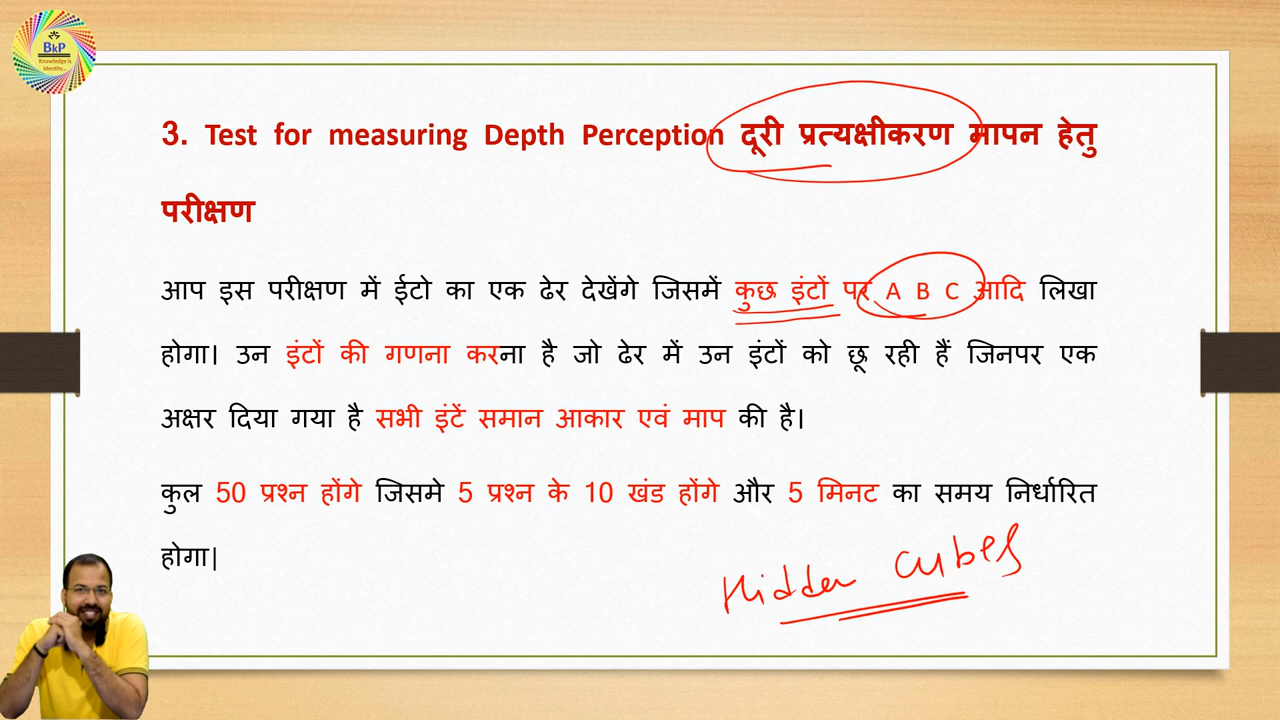 BkP
Knowledge is
Identity...
3. Test for measuring Depth Perception दूरी प्रत्यक्षीकरण मापन हेतु
परीक्षण
आप इस परीक्षण में ईटो का एक ढेर देखेंगे जिसमें कुछ इंटों पर A B C आदि लिखा
होगा। उन इंटों की गणना करना है जो ढेर में उन इंटों को छू रही हैं जिनपर एक
अक्षर दिया गया है सभी इंटें समान आकार एवं माप की है।
कुल 50 प्रश्न होंगे जिसमे 5 प्रश्न के 10 खंड होंगे और 5 मिनट का समय निर्धारित
होगा|
Hidden cubes